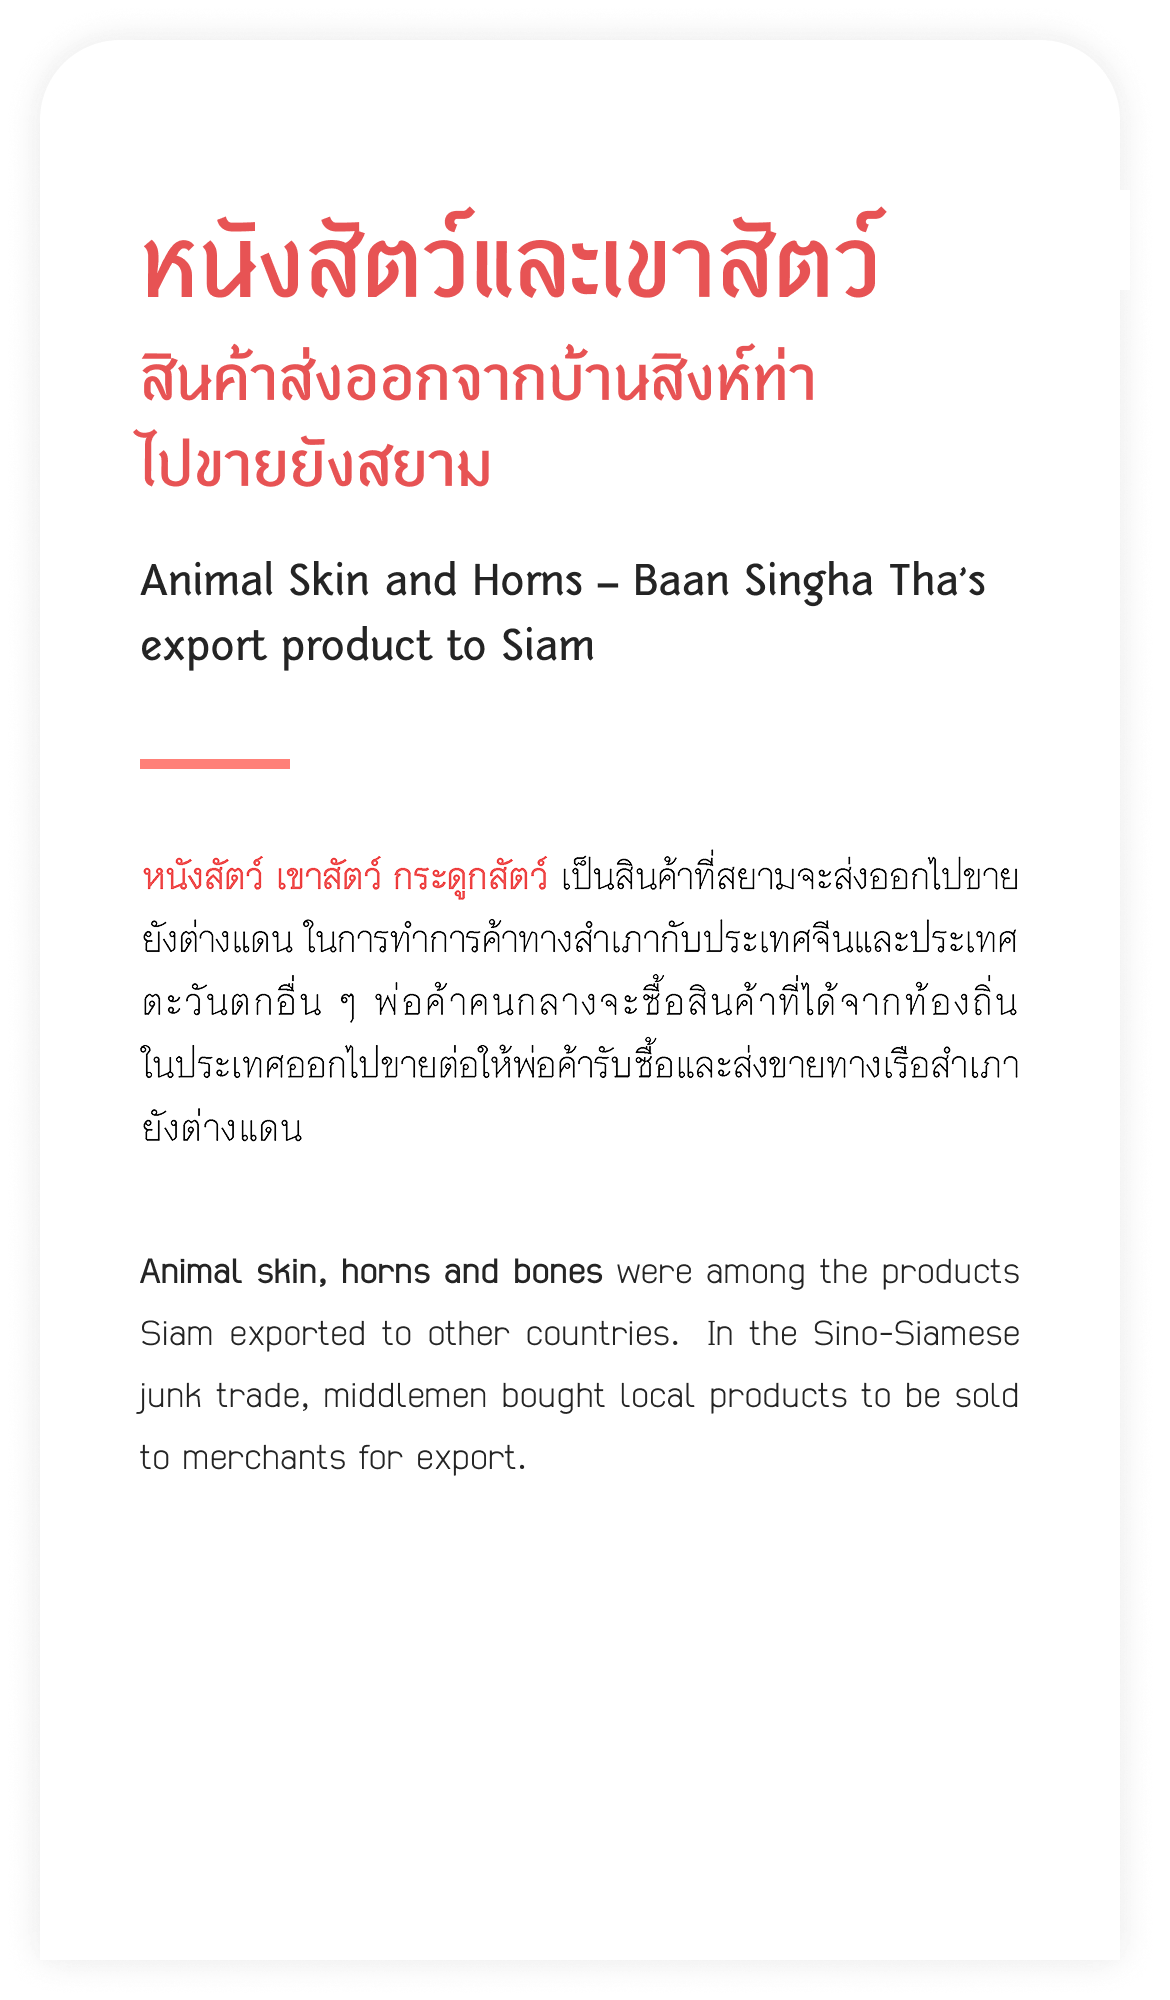 หนังสัตว์และเขาสัตว์
สินค้าส่งออกจากบ้านสิงห์ท่า
ไปขายยังสยาม
Animal Skin and Horns – Baan Singha Tha’s
export product to Siam
หนังสัตว์ เขาสัตว์ กระดูกสัตว์ เป็นสินค้าที่สยามจะส่งออกไปขาย
ยังต่างแดน ในการทำการค้าทางสำเภากับประเทศจีนและประเทศ
ตะวันตกอื่น ๆ พ่อค้าคนกลางจะซื้อสินค้าที่ได้จากท้องถิ่น
ในประเทศออกไปขายต่อให้พ่อค้ารับซื้อและส่งขายทางเรือสำเภา
ยังต่างแดน
Animal skin, horns and bones were among the products
Siam exported to other countries.  In the Sino-Siamese
junk trade, middlemen bought local products to be sold
to merchants for export.